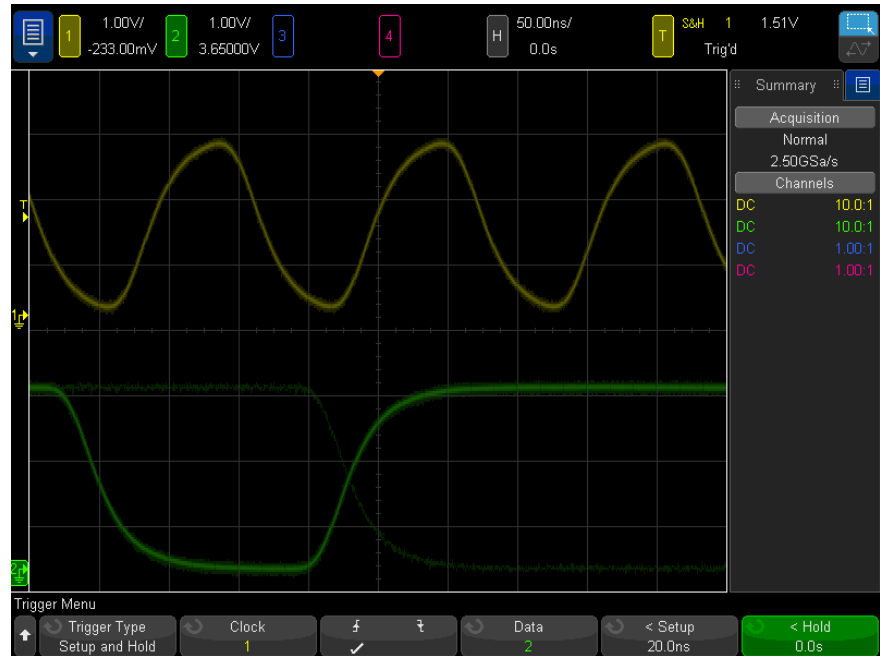 1 1.00V/ 2 1.00V/ 3 4 H 50.00ns/ T S&H 1 1.51V
-233.00mV 3.65000V 0.0s Trig'd
Summary
Acquisition
Normal
2.50GSa/s
Channels
DC 10.0:1
DC 10.0:1
DC 1.00:1
DC 1.00:1
T
1
2
Trigger Menu
Trigger Type Clock Data < Setup < Hold
Setup and Hold 1 2 20.0ns 0.0s